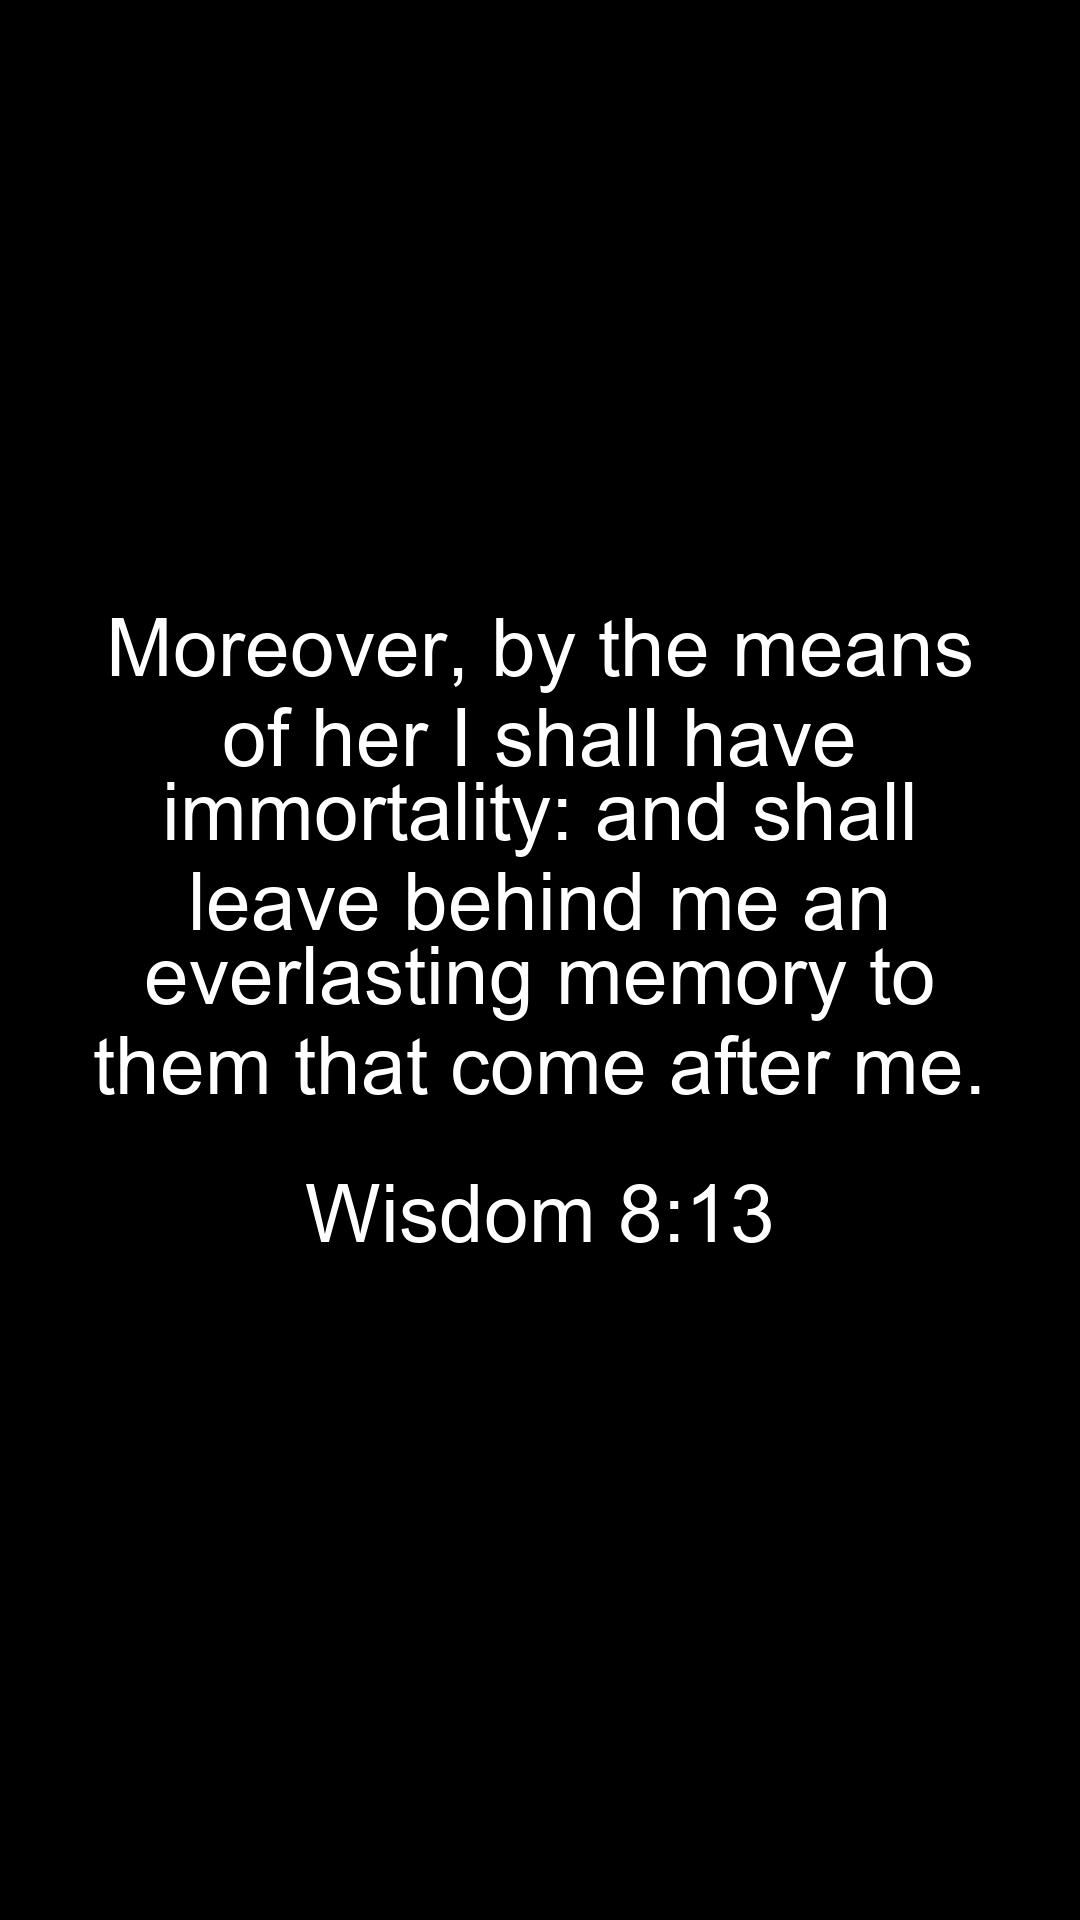 Moreover, by the means
of her I shall have
immortality: and shall
leave behind me an
everlasting memory to
them that come after me.
Wisdom 8:13